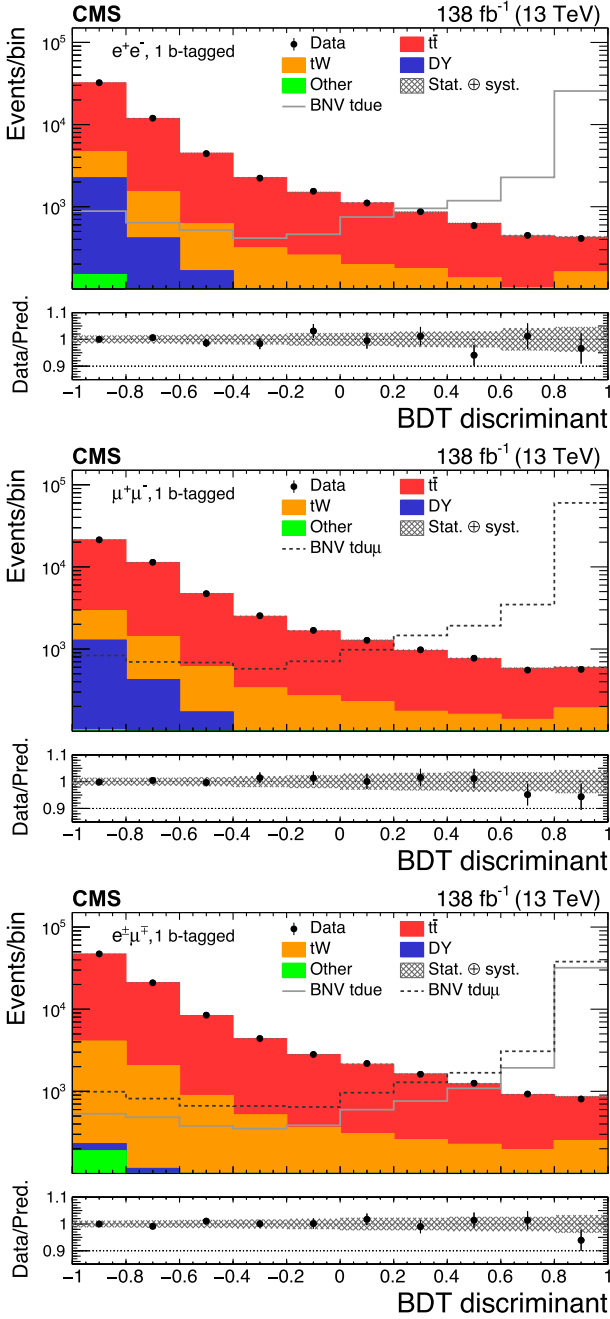 CMS 138 fb⁻¹ (13 TeV)
Events/bin
10⁵
10⁴
10³
e⁺e⁻, 1 b-tagged
Data tt̄
tW DY
Other Stat. ⊕ syst.
BNV tdue
Data/Pred.
1.1
1
0.9
−1 −0.8 −0.6 −0.4 −0.2 0 0.2 0.4 0.6 0.8 1
BDT discriminant
CMS 138 fb⁻¹ (13 TeV)
Events/bin
10⁵
10⁴
10³
μ⁺μ⁻, 1 b-tagged
Data tt̄
tW DY
Other Stat. ⊕ syst.
BNV tduμ
Data/Pred.
1.1
1
0.9
−1 −0.8 −0.6 −0.4 −0.2 0 0.2 0.4 0.6 0.8 1
BDT discriminant
CMS 138 fb⁻¹ (13 TeV)
Events/bin
10⁵
10⁴
10³
e±μ∓, 1 b-tagged
Data tt̄
tW DY
Other Stat. ⊕ syst.
BNV tdue BNV tduμ
Data/Pred.
1.1
1
0.9
−1 −0.8 −0.6 −0.4 −0.2 0 0.2 0.4 0.6 0.8 1
BDT discriminant